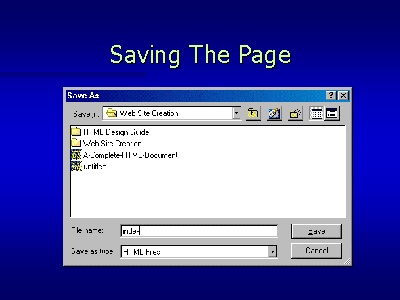 Saving The Page
Save As
Save in: Web Site Creation
HTML Design Guide
Web Site Creation
A-Complete-HTML-Document
untitled
File name: index
Save
Save as type: HTML Files
Cancel